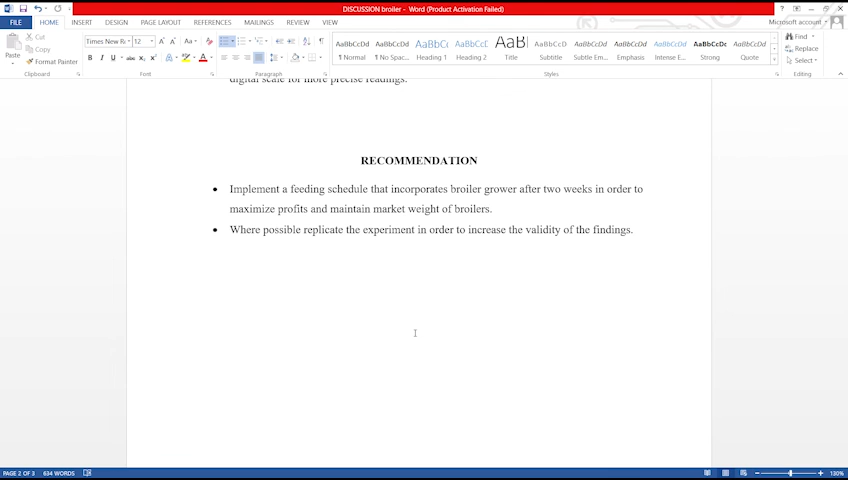 DISCUSSION broiler - Word (Product Activation Failed)
FILE HOME INSERT DESIGN PAGE LAYOUT REFERENCES MAILINGS REVIEW VIEW Microsoft account
Cut
Copy
Format Painter
Paste
Clipboard
Times New Ro 12
Font
Paragraph
AaBbCcDd AaBbCcDd AaBbCc AaBbCcD AaB AaBbCcD AaBbCcDd AaBbCcDd AaBbCcDd AaBbCcDc AaBbCcDd
¶ Normal ¶ No Spac... Heading 1 Heading 2 Title Subtitle Subtle Em... Emphasis Intense E... Strong Quote
Styles
Find
Replace
Select
Editing
digital scale for more precise readings.
RECOMMENDATION
• Implement a feeding schedule that incorporates broiler grower after two weeks in order to
maximize profits and maintain market weight of broilers.
• Where possible replicate the experiment in order to increase the validity of the findings.
PAGE 2 OF 3 634 WORDS 130%